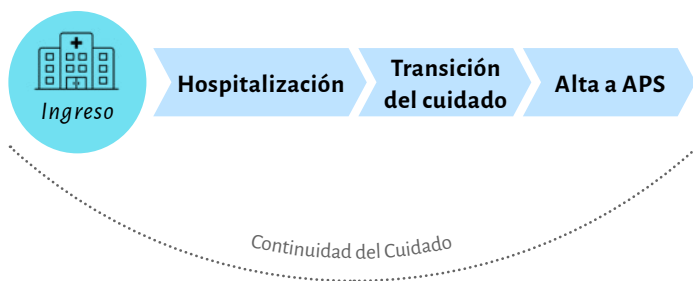 Ingreso
Hospitalización
Transición
del cuidado
Alta a APS
Continuidad del Cuidado